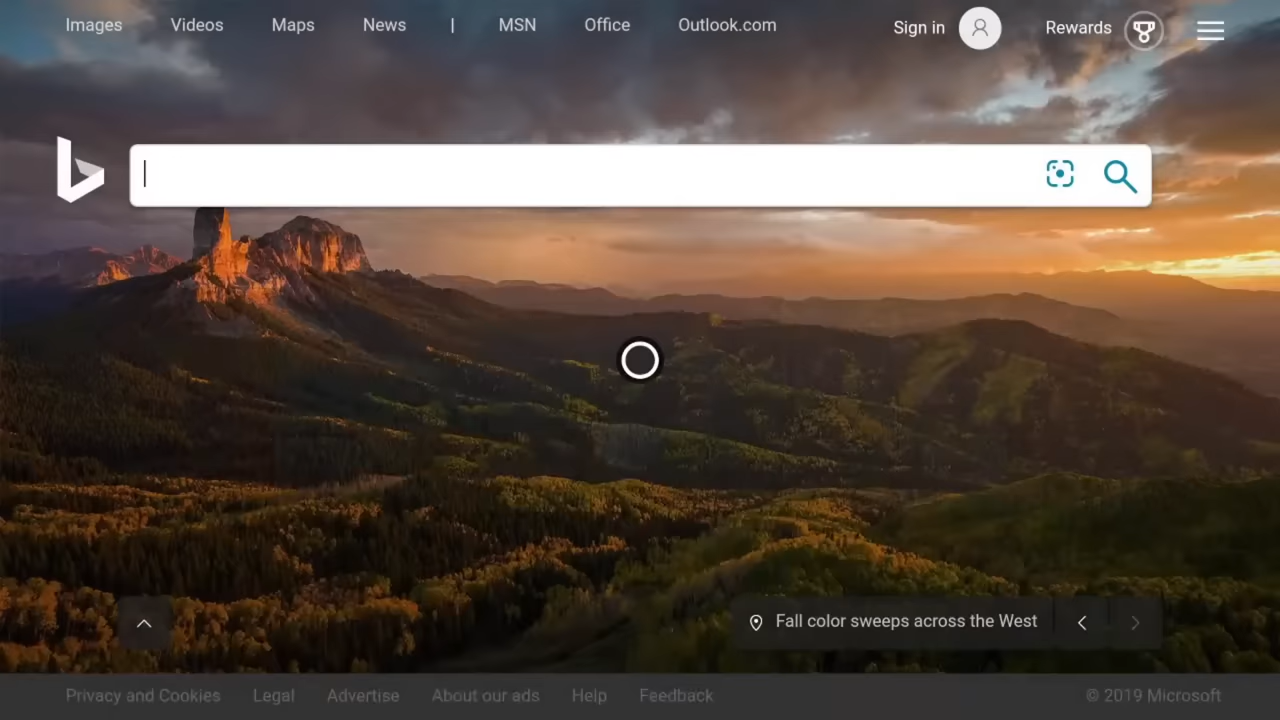 Images Videos Maps News | MSN Office Outlook.com Sign in Rewards
Fall color sweeps across the West
Privacy and Cookies Legal Advertise About our ads Help Feedback © 2019 Microsoft